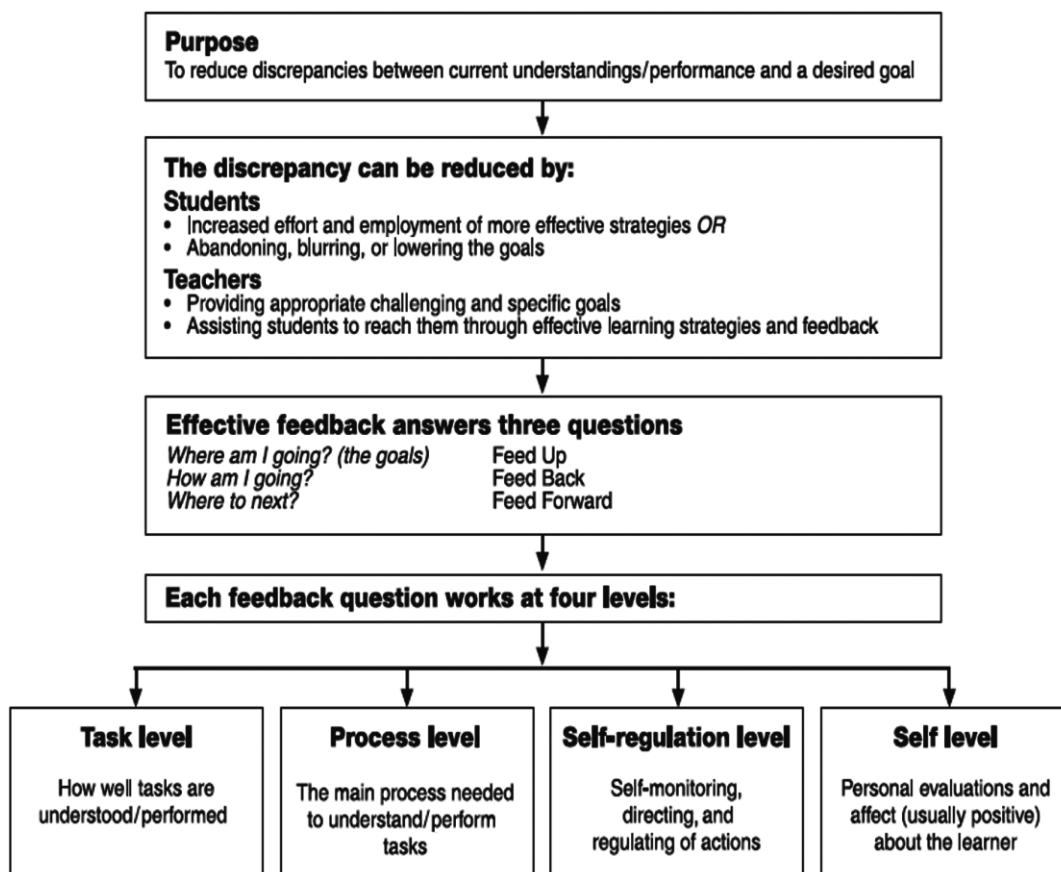 Purpose
To reduce discrepancies between current understandings/performance and a desired goal
The discrepancy can be reduced by:
Students
• Increased effort and employment of more effective strategies OR
• Abandoning, blurring, or lowering the goals
Teachers
• Providing appropriate challenging and specific goals
• Assisting students to reach them through effective learning strategies and feedback
Effective feedback answers three questions
Where am I going? (the goals) Feed Up
How am I going? Feed Back
Where to next? Feed Forward
Each feedback question works at four levels:
Task level
How well tasks are
understood/performed
Process level
The main process needed
to understand/perform
tasks
Self-regulation level
Self-monitoring,
directing, and
regulating of actions
Self level
Personal evaluations and
affect (usually positive)
about the learner